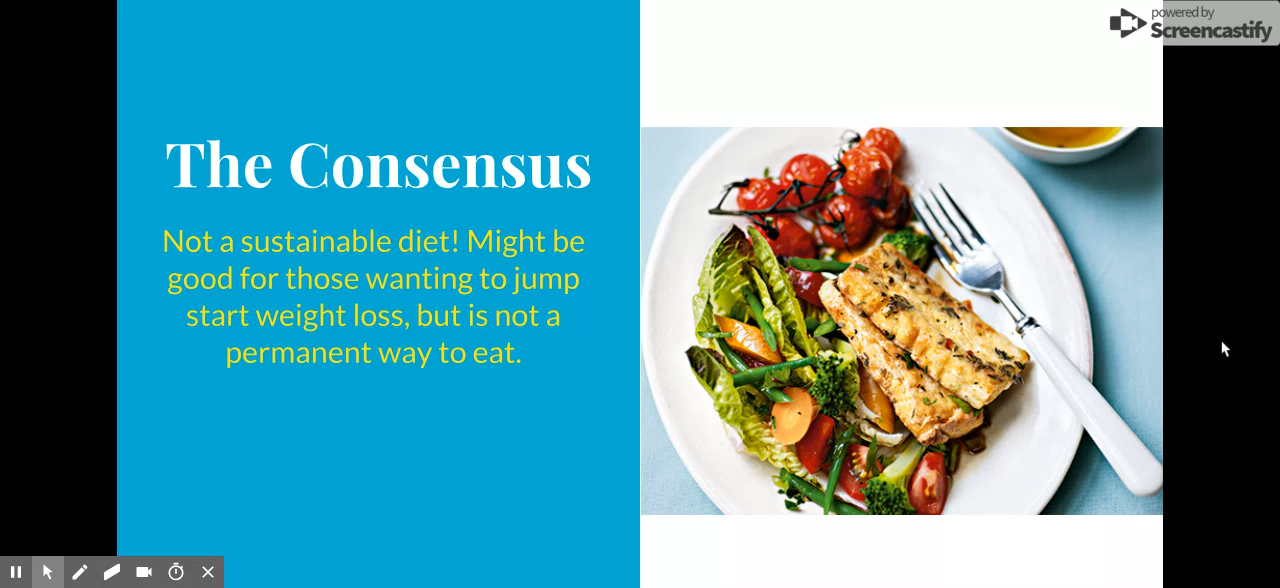 powered by
Screencastify
The Consensus
Not a sustainable diet! Might be
good for those wanting to jump
start weight loss, but is not a
permanent way to eat.